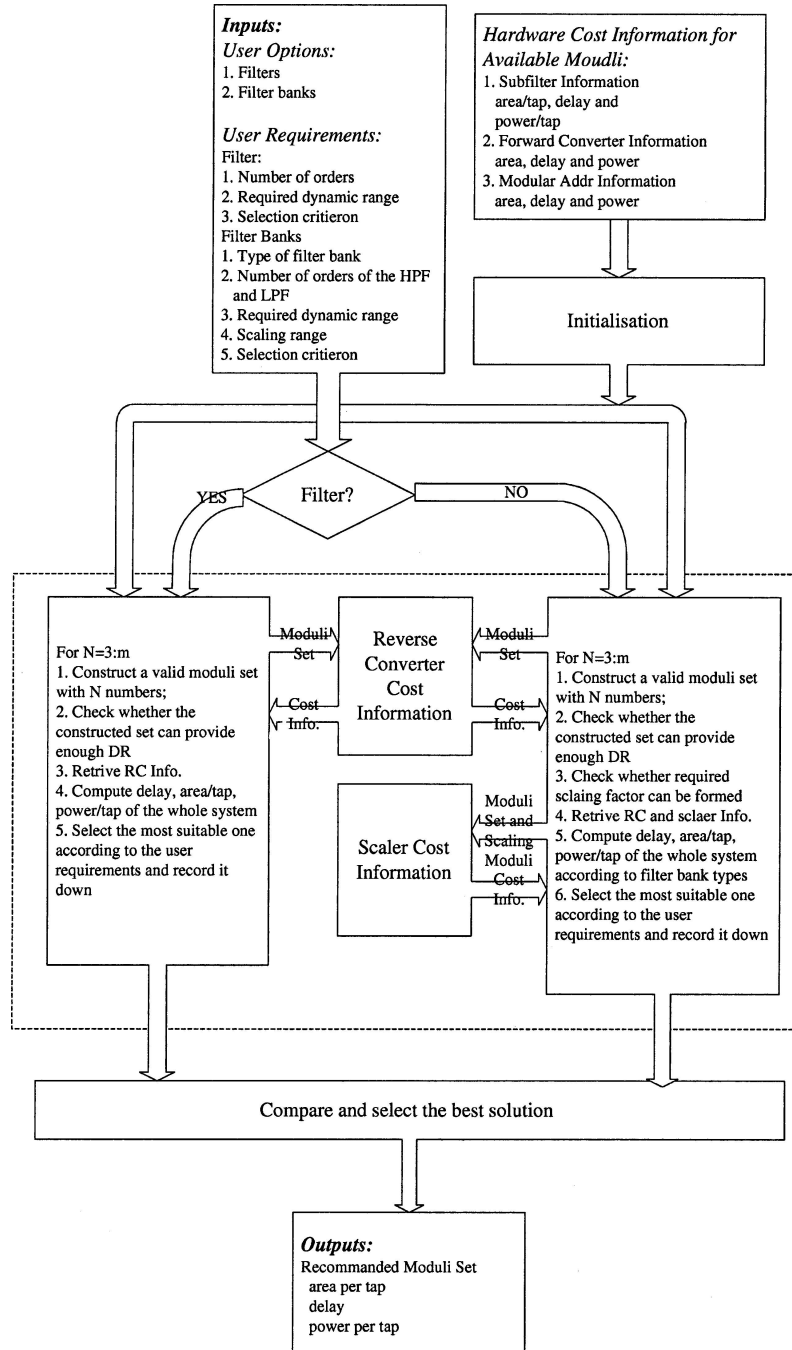 Inputs:
User Options:
1. Filters
2. Filter banks
User Requirements:
Filter:
1. Number of orders
2. Required dynamic range
3. Selection critieron
Filter Banks
1. Type of filter bank
2. Number of orders of the HPF
and LPF
3. Required dynamic range
4. Scaling range
5. Selection critieron
Hardware Cost Information for
Available Moudli:
1. Subfilter Information
area/tap, delay and
power/tap
2. Forward Converter Information
area, delay and power
3. Modular Addr Information
area, delay and power
Initialisation
YES
Filter?
NO
For N=3:m
1. Construct a valid moduli set
with N numbers;
2. Check whether the
constructed set can provide
enough DR
3. Retrive RC Info.
4. Compute delay, area/tap,
power/tap of the whole system
5. Select the most suitable one
according to the user
requirements and record it
down
Moduli
Set
Cost
Info.
Reverse
Converter
Cost
Information
Moduli
Set
Cost
Info.
Scaler Cost
Information
Moduli
Set and
Scaling
Moduli
Cost
Info.
For N=3:m
1. Construct a valid moduli set
with N numbers;
2. Check whether the
constructed set can provide
enough DR
3. Check whether required
sclaing factor can be formed
4. Retrive RC and sclaer Info.
5. Compute delay, area/tap,
power/tap of the whole system
according to filter bank types
6. Select the most suitable one
according to the user
requirements and record it down
Compare and select the best solution
Outputs:
Recommanded Moduli Set
area per tap
delay
power per tap